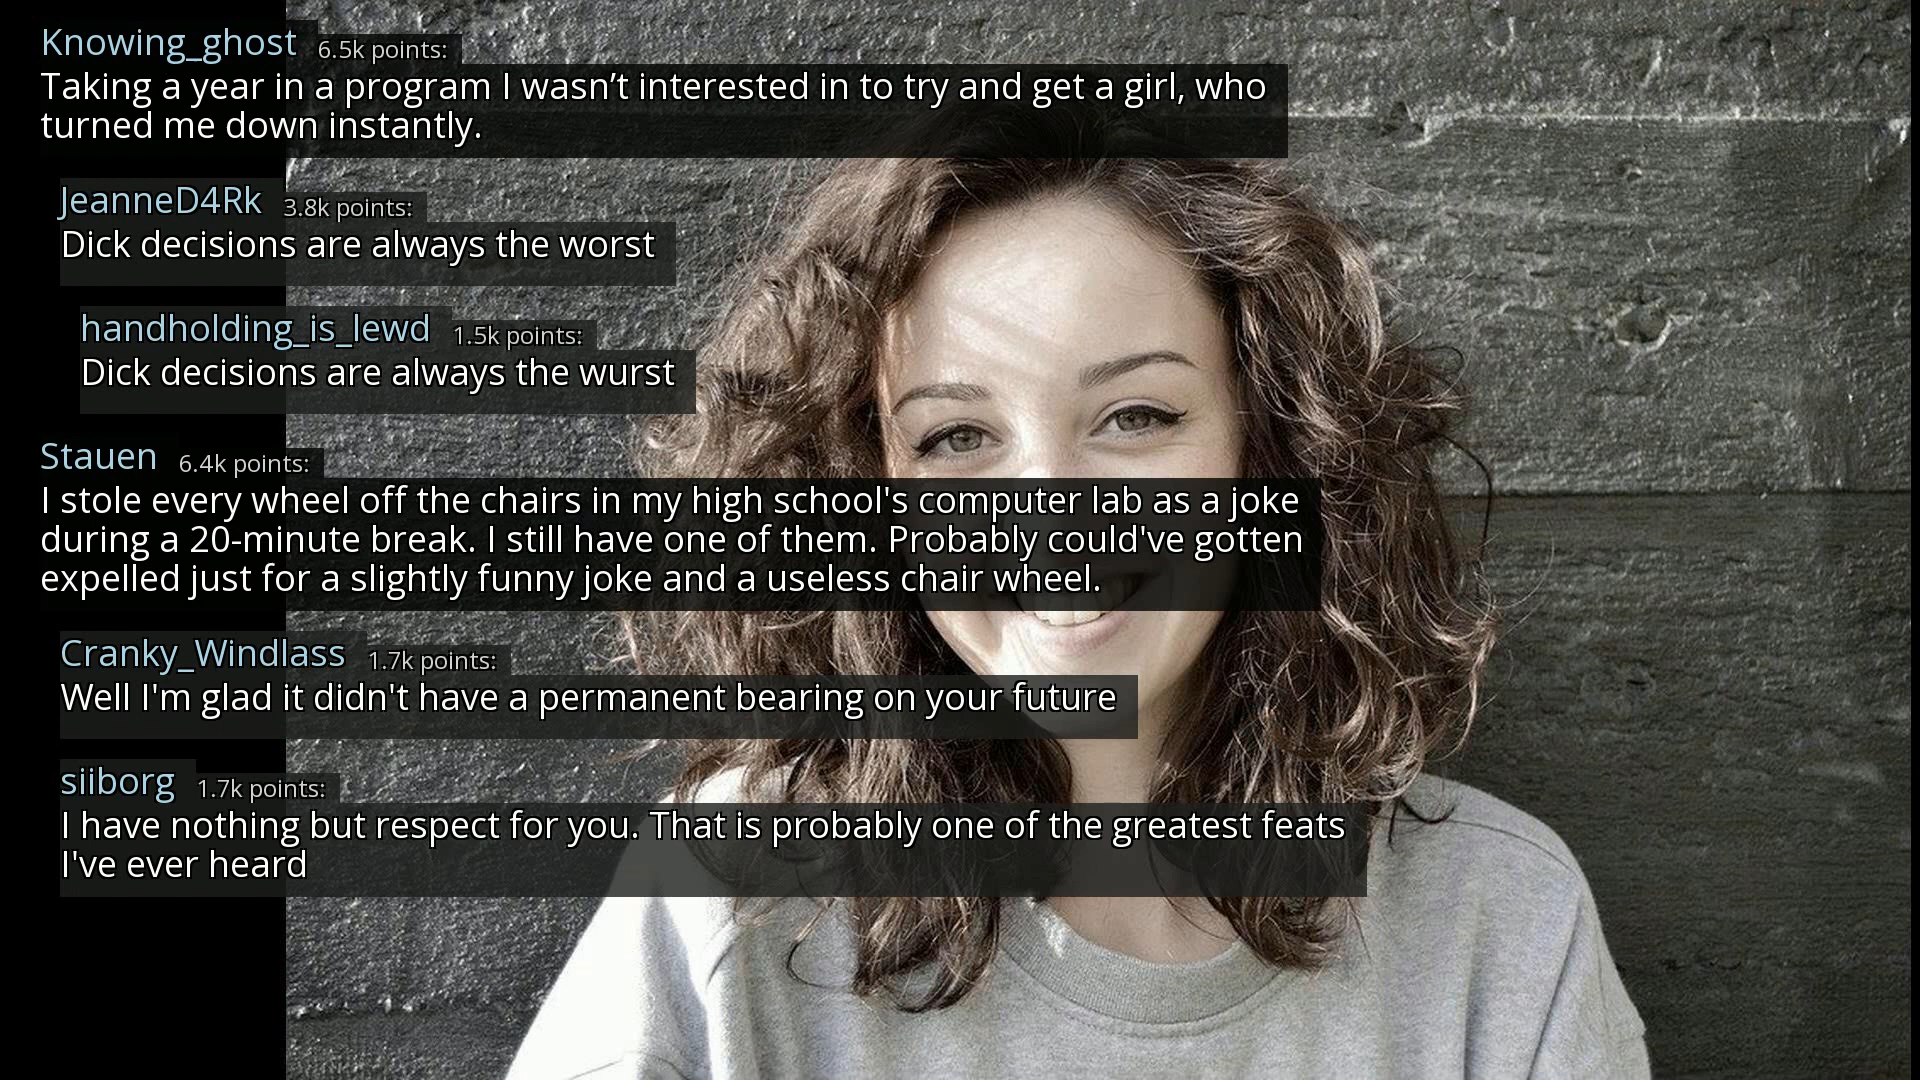 Knowing_ghost 6.5k points:
Taking a year in a program I wasn’t interested in to try and get a girl, who
turned me down instantly.
JeanneD4Rk 3.8k points:
Dick decisions are always the worst
handholding_is_lewd 1.5k points:
Dick decisions are always the wurst
Stauen 6.4k points:
I stole every wheel off the chairs in my high school's computer lab as a joke
during a 20-minute break. I still have one of them. Probably could've gotten
expelled just for a slightly funny joke and a useless chair wheel.
Cranky_Windlass 1.7k points:
Well I'm glad it didn't have a permanent bearing on your future
siiborg 1.7k points:
I have nothing but respect for you. That is probably one of the greatest feats
I've ever heard